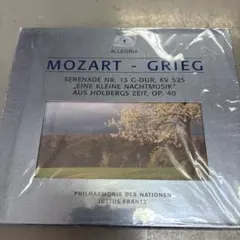 ALLEGRIA
MOZART - GRIEG
SERENADE NR. 13 G-DUR, KV 525
„EINE KLEINE NACHTMUSIK"
AUS HOLBERGS ZEIT, OP. 40
PHILHARMONIE DER NATIONEN
JUSTUS FRANTZ